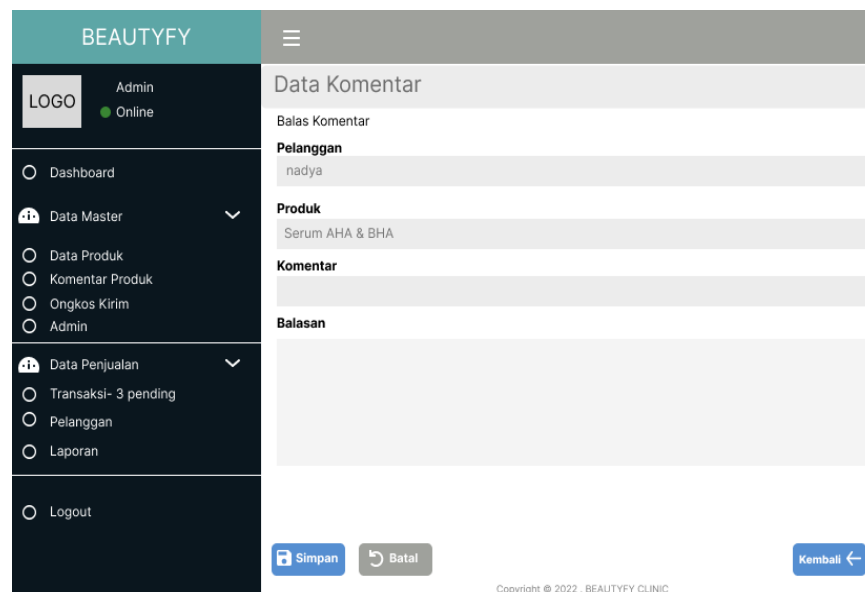 BEAUTYFY
LOGO
Admin
Online
Dashboard
Data Master
Data Produk
Komentar Produk
Ongkos Kirim
Admin
Data Penjualan
Transaksi- 3 pending
Pelanggan
Laporan
Logout
Data Komentar
Balas Komentar
Pelanggan
nadya
Produk
Serum AHA & BHA
Komentar
Balasan
Simpan
Batal
Kembali
Copyright © 2022 . BEAUTYFY CLINIC